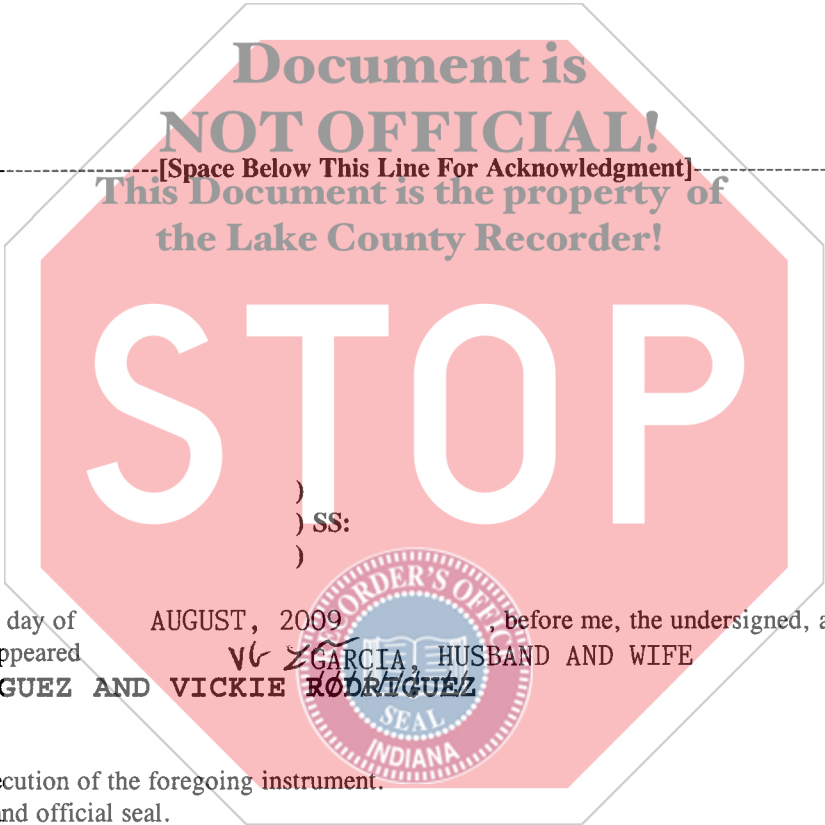 Document is
NOT OFFICIAL!
[Space Below This Line For Acknowledgment]
This Document is the property of
the Lake County Recorder!
STOP
)
) SS:
)
RECORDER'S OFFICE
day of AUGUST, 2009 , before me, the undersigned, a
ppeared VG GARCIA, HUSBAND AND WIFE
GUEZ AND VICKIE RODRIGUEZ
SEAL
INDIANA
ecution of the foregoing instrument.
nd official seal.